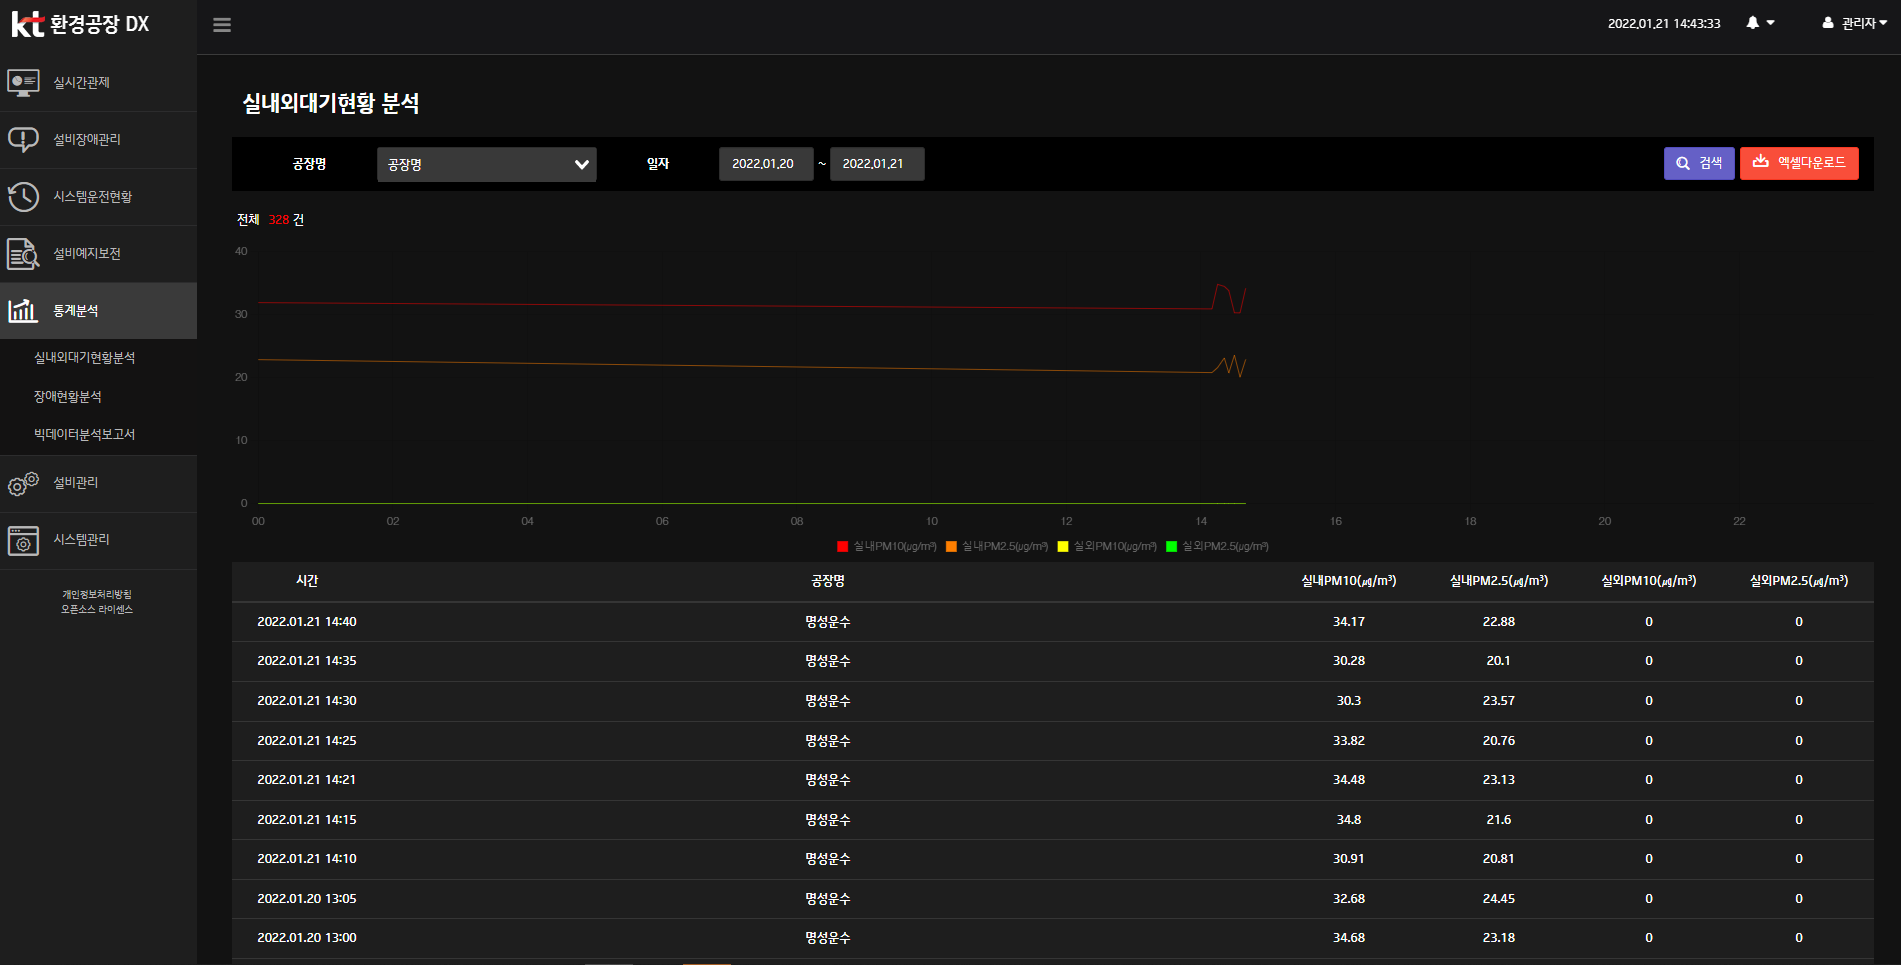 kt 환경공장 DX
2022.01.21 14:43:33
관리자
실시간관제
설비장애관리
시스템운전현황
설비예지보전
통계분석
실내외대기현황분석
장애현황분석
빅데이터분석보고서
설비관리
시스템관리
개인정보처리방침
오픈소스 라이센스
실내외대기현황 분석
공장명 공장명 일자 2022.01.20 ~ 2022.01.21 검색 엑셀다운로드
전체 328 건
40
30
20
10
0
00 02 04 06 08 10 12 14 16 18 20 22
실내PM10(㎍/m³) 실내PM2.5(㎍/m³) 실외PM10(㎍/m³) 실외PM2.5(㎍/m³)
시간 공장명 실내PM10(㎍/m³) 실내PM2.5(㎍/m³) 실외PM10(㎍/m³) 실외PM2.5(㎍/m³)
2022.01.21 14:40 명성운수 34.17 22.88 0 0
2022.01.21 14:35 명성운수 30.28 20.1 0 0
2022.01.21 14:30 명성운수 30.3 23.57 0 0
2022.01.21 14:25 명성운수 33.82 20.76 0 0
2022.01.21 14:21 명성운수 34.48 23.13 0 0
2022.01.21 14:15 명성운수 34.8 21.6 0 0
2022.01.21 14:10 명성운수 30.91 20.81 0 0
2022.01.20 13:05 명성운수 32.68 24.45 0 0
2022.01.20 13:00 명성운수 34.68 23.18 0 0